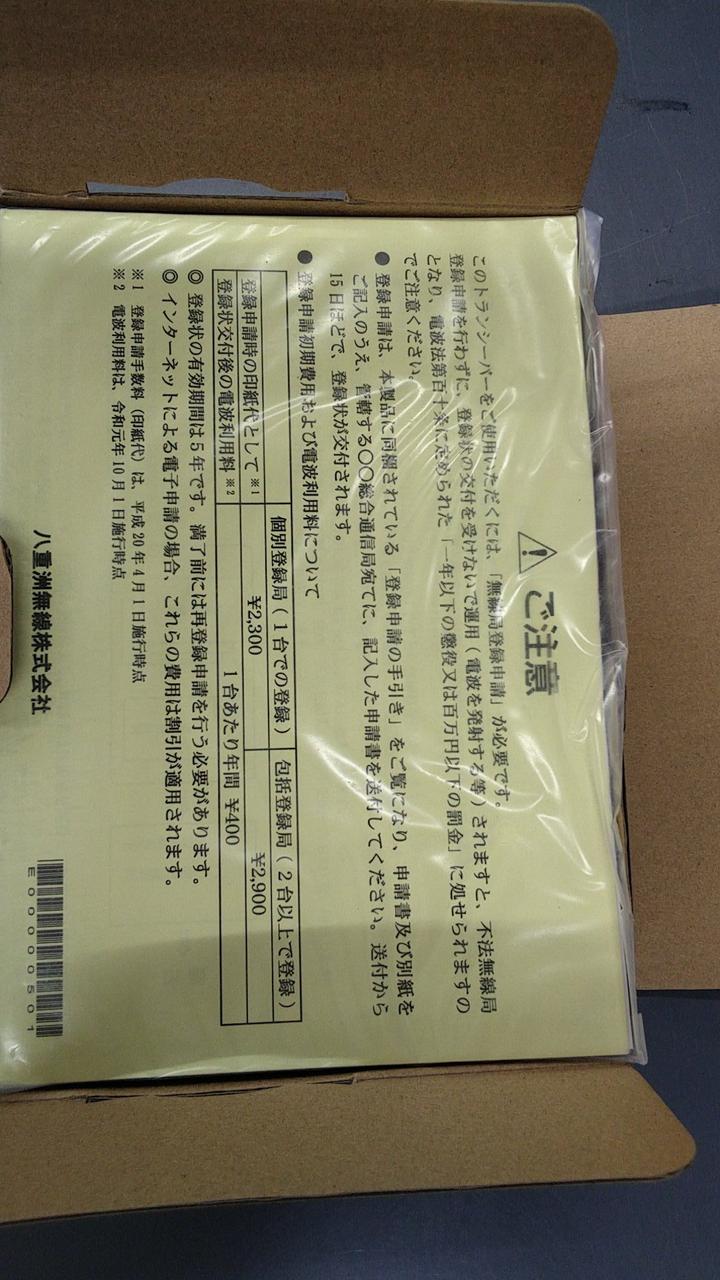 ⚠ ご注意
このトランシーバーをご使用いただくには、「無線局登録申請」が必要です。
登録申請を行わずに、登録状の交付を受けないで運用（電波を発射する等）されますと、不法無線局
となり、電波法第百十条に定められた「一年以下の懲役又は百万円以下の罰金」に処せられますの
でご注意ください。
● 登録申請は、本製品に同梱されている「登録申請の手引き」をご覧になり、申請書及び別紙を
ご記入のうえ、管轄する〇〇総合通信局宛てに、記入した申請書を送付してください。送付から
15日ほどで、登録状が交付されます。
● 登録申請初期費用および電波利用料について
個別登録局（1台での登録） 包括登録局（2台以上で登録）
登録申請時の印紙代として ※1 ¥2,300 ¥2,900
登録状交付後の電波利用料 ※2 1台あたり年間 ¥400
◎ 登録状の有効期間は5年です。満了前には再登録申請を行う必要があります。
◎ インターネットによる電子申請の場合、これらの費用は割引が適用されます。
※1 登録申請手数料（印紙代）は、平成20年4月1日施行時点
※2 電波利用料は、令和元年10月1日施行時点
八重洲無線株式会社
E00000501